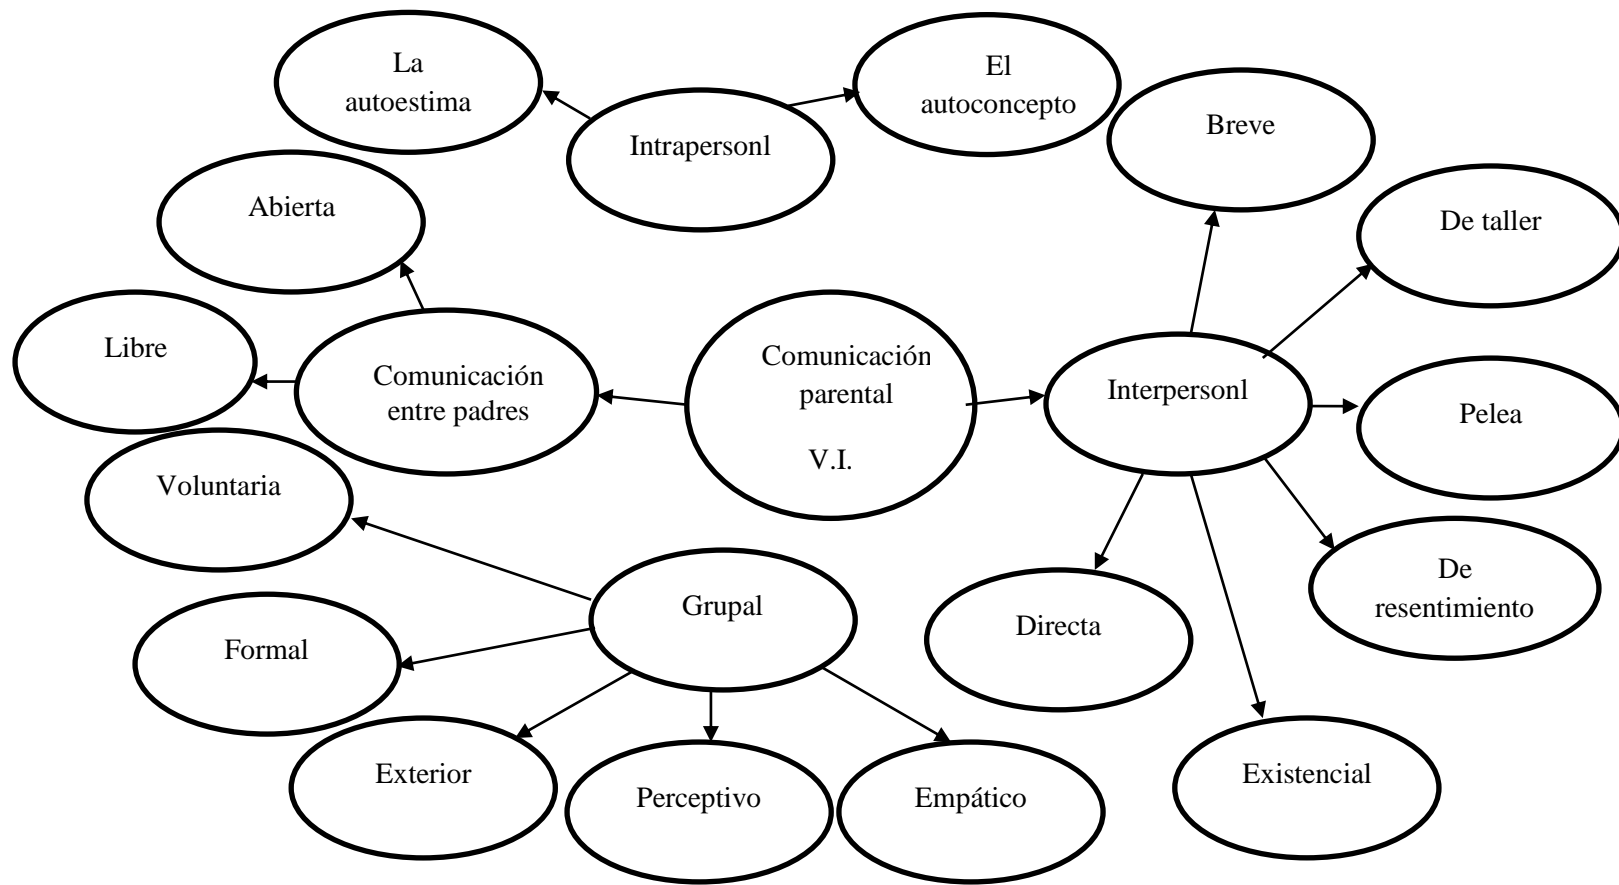 La
autoestima
El
autoconcepto
Intrapersonl
Breve
Abierta
De taller
Libre
Comunicación
entre padres
Comunicación
parental
V.I.
Interpersonl
Pelea
Voluntaria
Grupal
Directa
De
resentimiento
Formal
Exterior
Perceptivo
Empático
Existencial